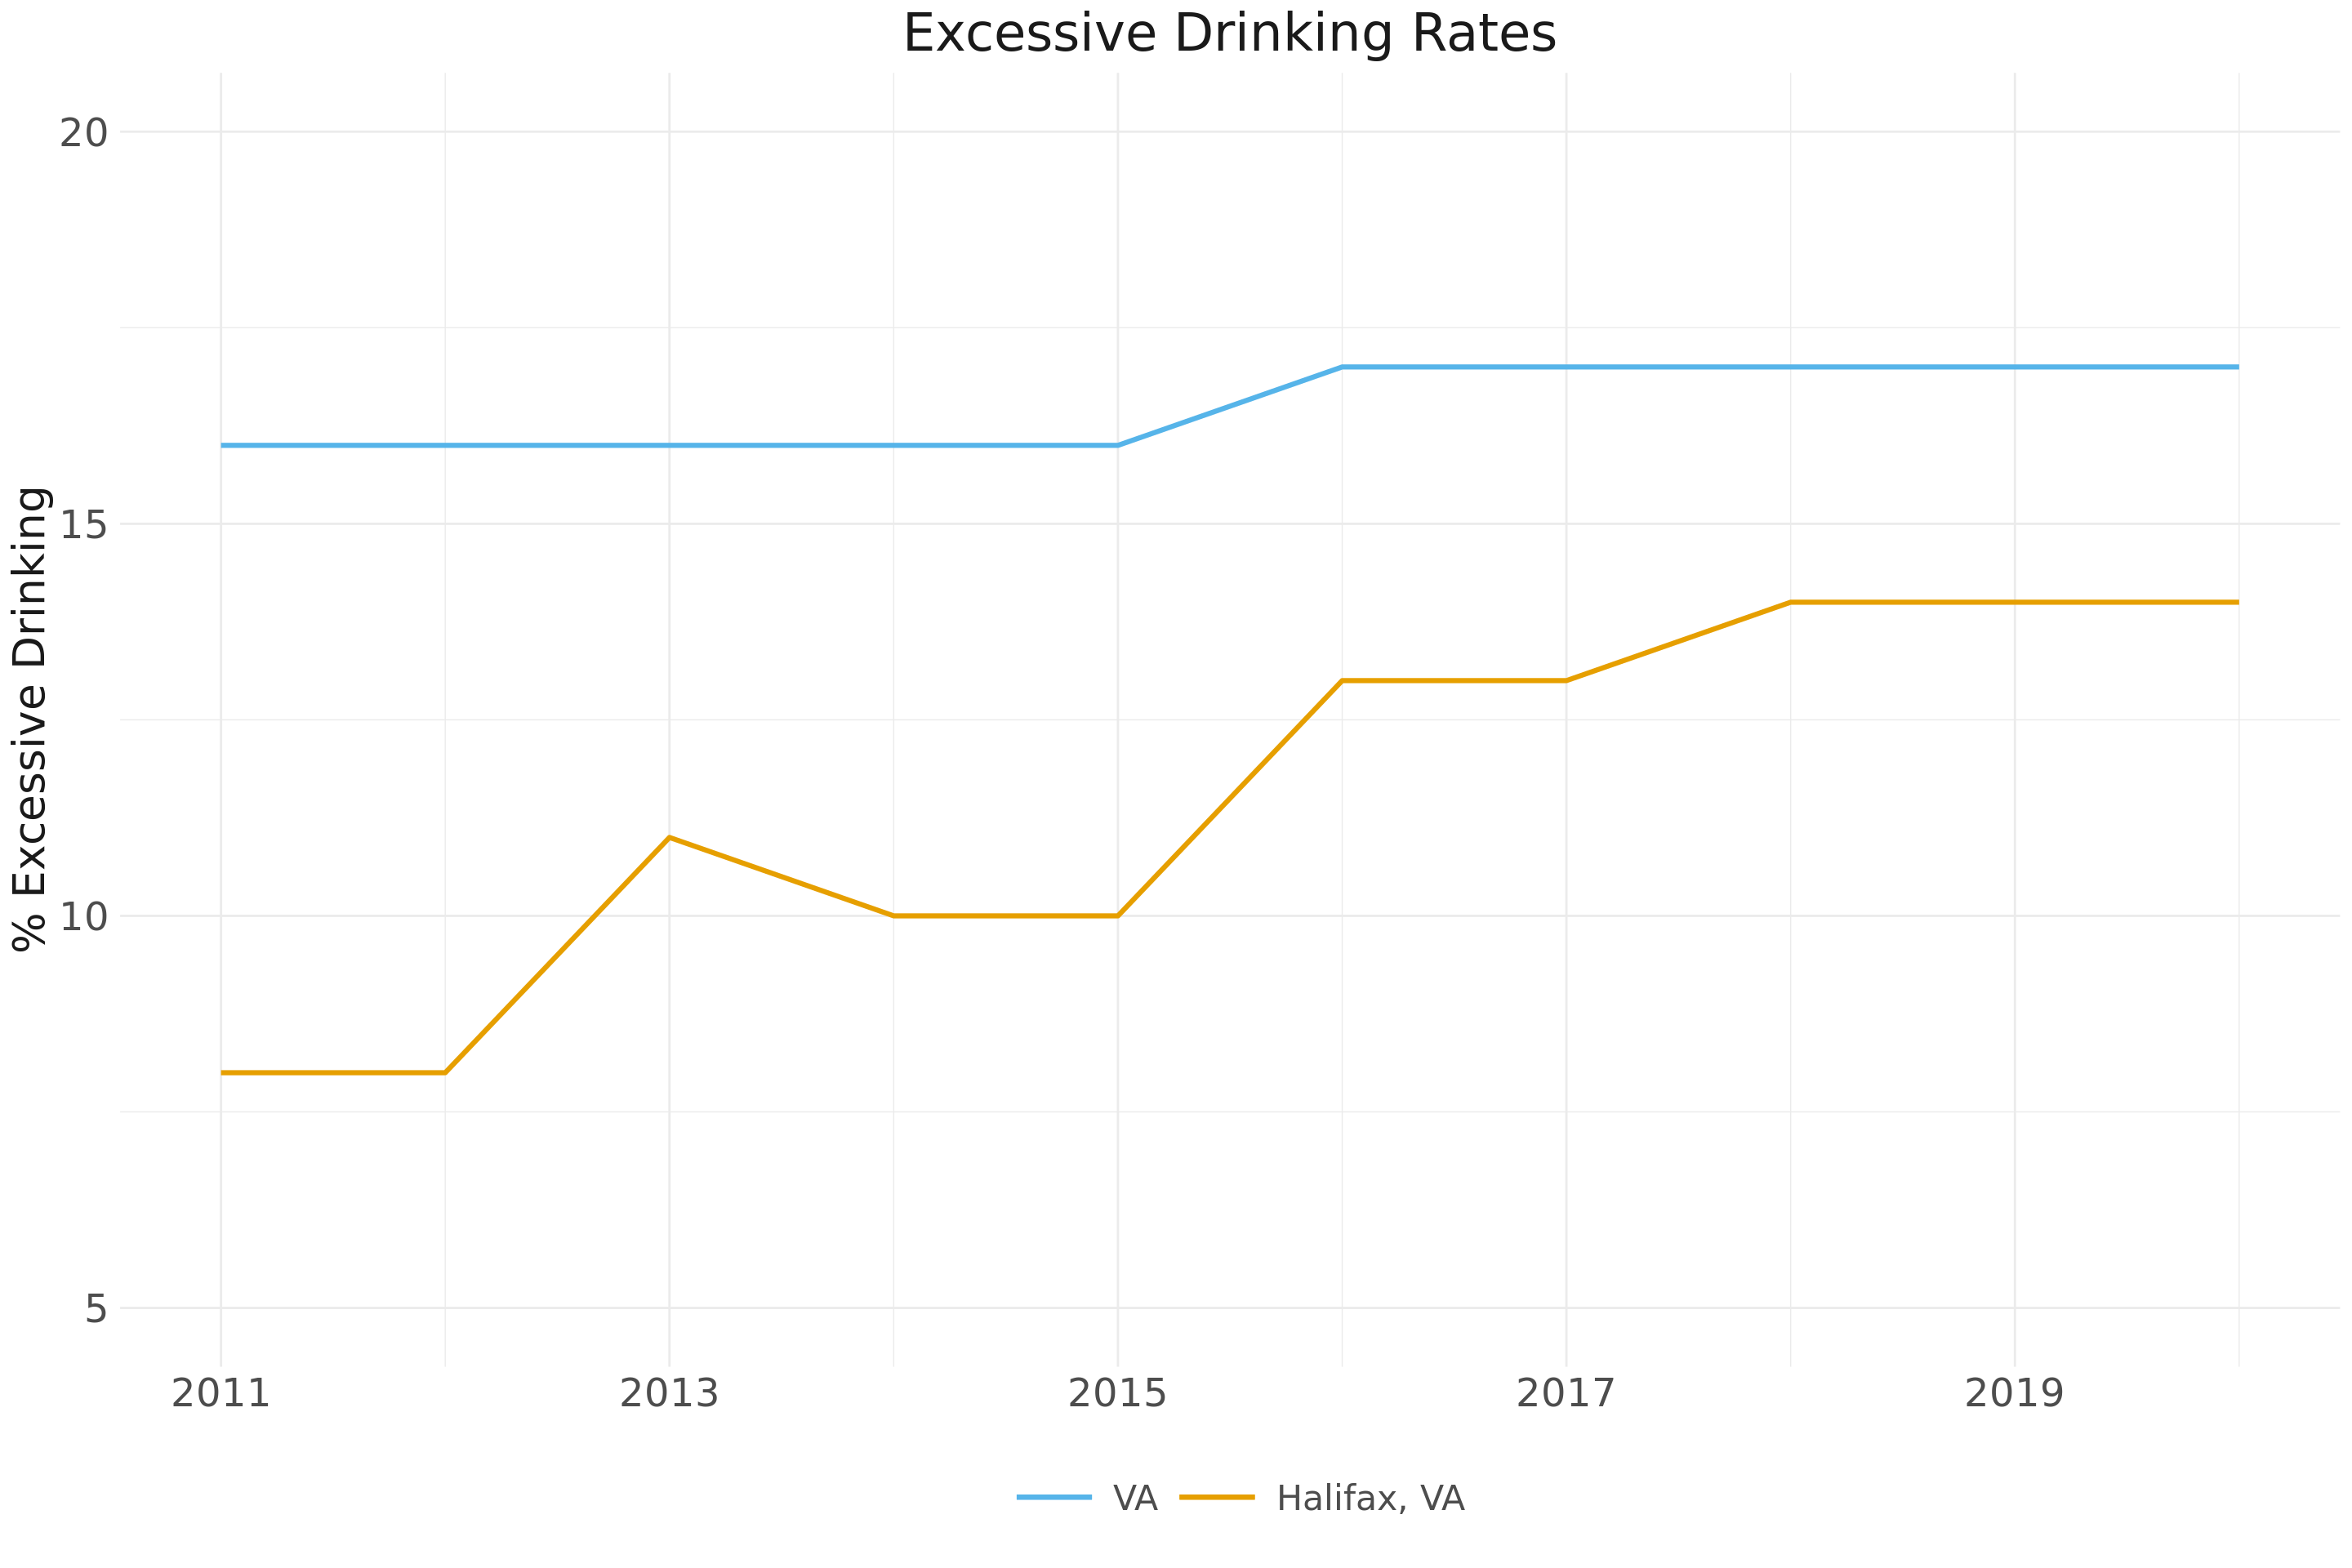 Excessive Drinking Rates
% Excessive Drinking
20
15
10
5
2011 2013 2015 2017 2019
VA Halifax, VA